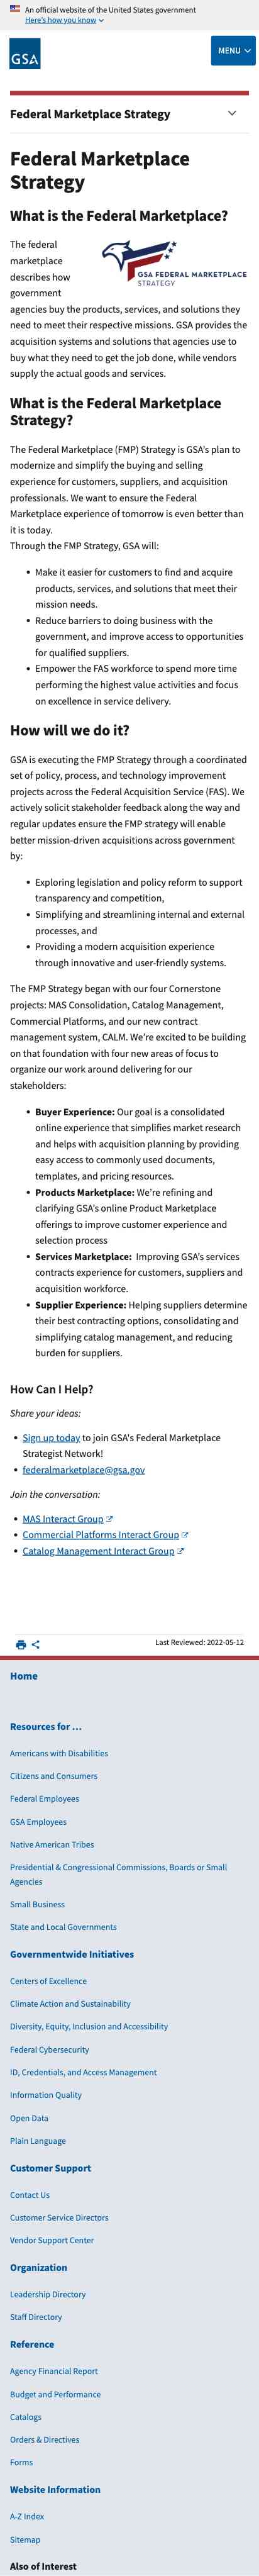 An official website of the United States government
Here's how you know
GSA
MENU
Federal Marketplace Strategy
Federal Marketplace
Strategy
What is the Federal Marketplace?
The federal
marketplace
describes how
government
GSA FEDERAL MARKETPLACE
STRATEGY
agencies buy the products, services, and solutions they
need to meet their respective missions. GSA provides the
acquisition systems and solutions that agencies use to
buy what they need to get the job done, while vendors
supply the actual goods and services.
What is the Federal Marketplace
Strategy?
The Federal Marketplace (FMP) Strategy is GSA's plan to
modernize and simplify the buying and selling
experience for customers, suppliers, and acquisition
professionals. We want to ensure the Federal
Marketplace experience of tomorrow is even better than
it is today.
Through the FMP Strategy, GSA will:
• Make it easier for customers to find and acquire
products, services, and solutions that meet their
mission needs.
• Reduce barriers to doing business with the
government, and improve access to opportunities
for qualified suppliers.
• Empower the FAS workforce to spend more time
performing the highest value activities and focus
on excellence in service delivery.
How will we do it?
GSA is executing the FMP Strategy through a coordinated
set of policy, process, and technology improvement
projects across the Federal Acquisition Service (FAS). We
actively solicit stakeholder feedback along the way and
regular updates ensure the FMP strategy will enable
better mission-driven acquisitions across government
by:
• Exploring legislation and policy reform to support
transparency and competition,
• Simplifying and streamlining internal and external
processes, and
• Providing a modern acquisition experience
through innovative and user-friendly systems.
The FMP Strategy began with our four Cornerstone
projects: MAS Consolidation, Catalog Management,
Commercial Platforms, and our new contract
management system, CALM. We're excited to be building
on that foundation with four new areas of focus to
organize our work around delivering for our
stakeholders:
• Buyer Experience: Our goal is a consolidated
online experience that simplifies market research
and helps with acquisition planning by providing
easy access to commonly used documents,
templates, and pricing resources.
• Products Marketplace: We're refining and
clarifying GSA's online Product Marketplace
offerings to improve customer experience and
selection process
• Services Marketplace: Improving GSA's services
contracts experience for customers, suppliers and
acquisition workforce.
• Supplier Experience: Helping suppliers determine
their best contracting options, consolidating and
simplifying catalog management, and reducing
burden for suppliers.
How Can I Help?
Share your ideas:
• Sign up today to join GSA's Federal Marketplace
Strategist Network!
• federalmarketplace@gsa.gov
Join the conversation:
• MAS Interact Group
• Commercial Platforms Interact Group
• Catalog Management Interact Group
Last Reviewed: 2022-05-12
Home
Resources for …
Americans with Disabilities
Citizens and Consumers
Federal Employees
GSA Employees
Native American Tribes
Presidential & Congressional Commissions, Boards or Small
Agencies
Small Business
State and Local Governments
Governmentwide Initiatives
Centers of Excellence
Climate Action and Sustainability
Diversity, Equity, Inclusion and Accessibility
Federal Cybersecurity
ID, Credentials, and Access Management
Information Quality
Open Data
Plain Language
Customer Support
Contact Us
Customer Service Directors
Vendor Support Center
Organization
Leadership Directory
Staff Directory
Reference
Agency Financial Report
Budget and Performance
Catalogs
Orders & Directives
Forms
Website Information
A-Z Index
Sitemap
Also of Interest